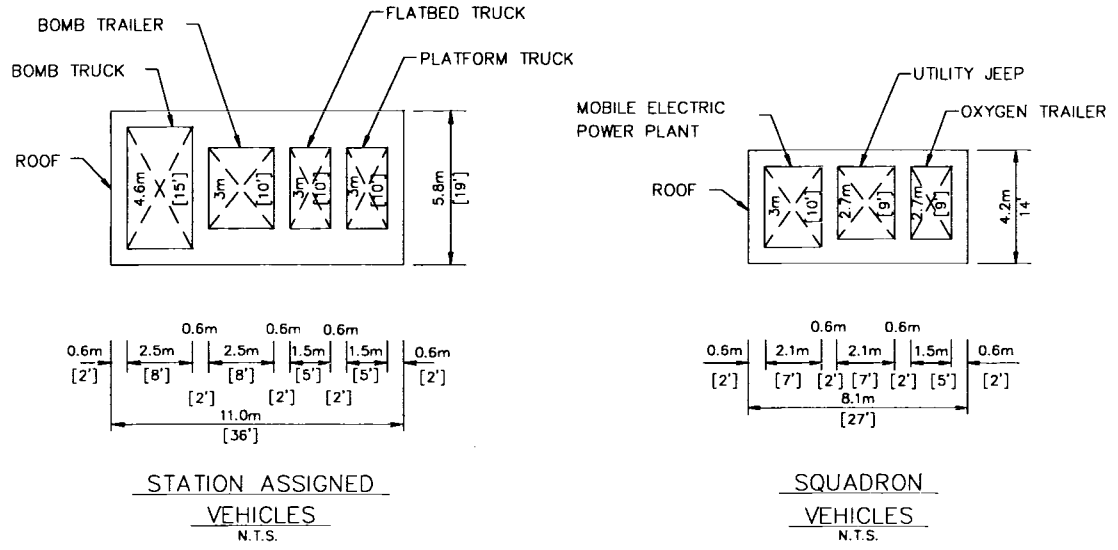 FLATBED TRUCK
BOMB TRAILER
PLATFORM TRUCK
BOMB TRUCK
ROOF
4.6m
[15']
3m
[10']
3m
[10']
3m
[10']
5.8m
[19']
0.6m 0.6m 0.6m
0.6m 2.5m 2.5m 1.5m 1.5m 0.6m
[2'] [8'] [8'] [5'] [5'] [2']
[2'] [2'] [2']
11.0m
[36']
STATION ASSIGNED
VEHICLES
N.T.S.
UTILITY JEEP
MOBILE ELECTRIC
POWER PLANT
OXYGEN TRAILER
ROOF
3m
[10']
2.7m
[9']
2.7m
[9']
4.2m
14'
0.6m 0.6m
0.6m 2.1m 2.1m 1.5m 0.6m
[2'] [7'] [2'] [7'] [2'] [5'] [2']
8.1m
[27']
SQUADRON
VEHICLES
N.T.S.